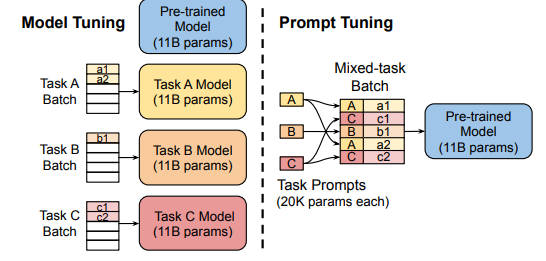 Model Tuning
Pre-trained
Model
(11B params)
Task A
Batch
a1
a2
Task A Model
(11B params)
Task B
Batch
b1
Task B Model
(11B params)
Task C
Batch
c1
c2
Task C Model
(11B params)
Prompt Tuning
Mixed-task
Batch
A
B
C
A a1
C c1
B b1
A a2
C c2
Pre-trained
Model
(11B params)
Task Prompts
(20K params each)